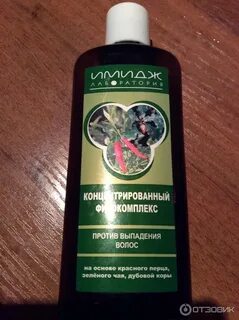 ИМИДЖ
ЛАБОРАТОРИЯ
КОНЦЕНТРИРОВАННЫЙ
ФИТОКОМПЛЕКС
ПРОТИВ ВЫПАДЕНИЯ
ВОЛОС
на основе красного перца,
зелёного чая, дубовой коры
ОТЗОВИК